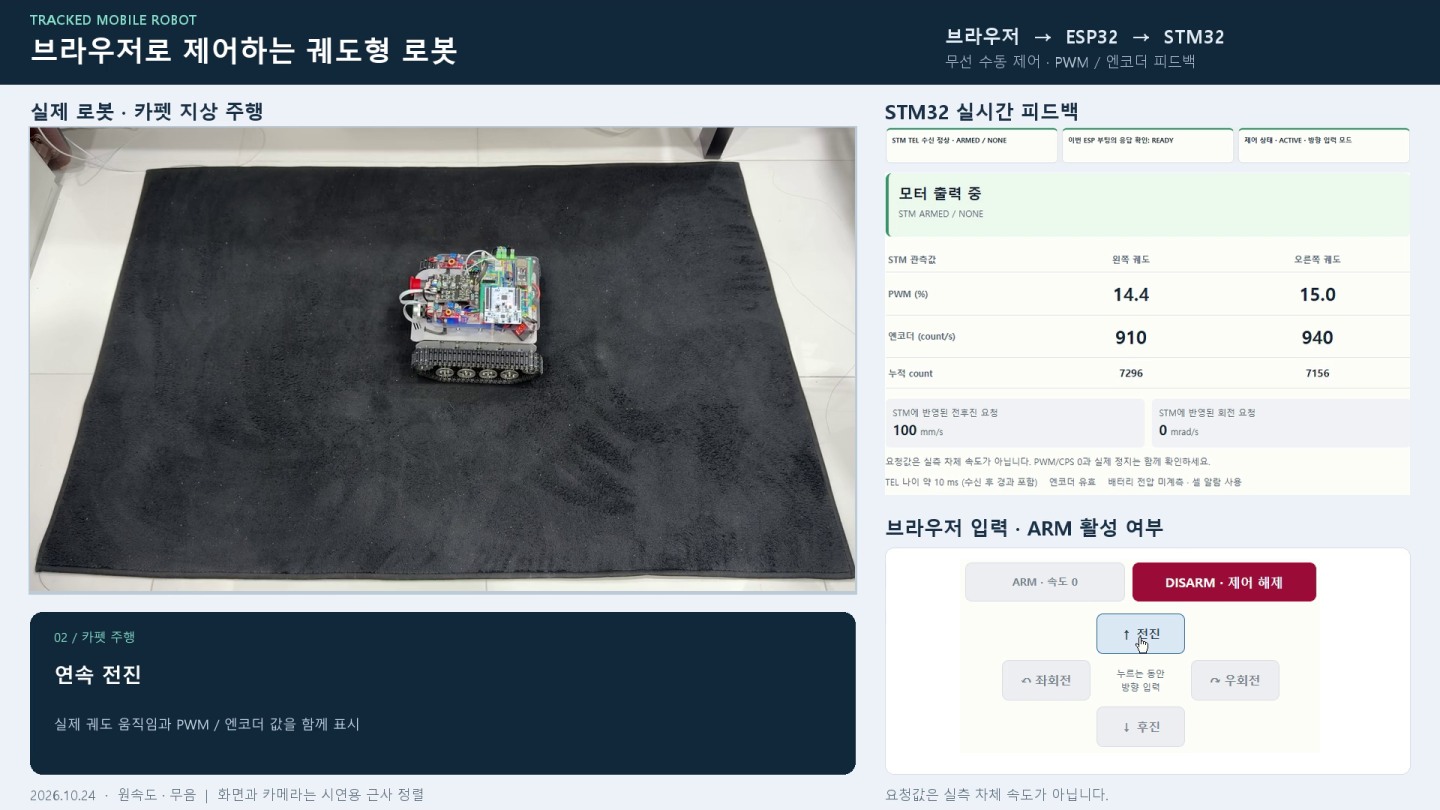 TRACKED MOBILE ROBOT
브라우저로 제어하는 궤도형 로봇
브라우저 → ESP32 → STM32
무선 수동 제어 · PWM / 엔코더 피드백
실제 로봇 · 카펫 지상 주행
02 / 카펫 주행
연속 전진
실제 궤도 움직임과 PWM / 엔코더 값을 함께 표시
2026.10.24 · 원속도 · 무음 | 화면과 카메라는 시연용 근사 정렬
STM32 실시간 피드백
STM TEL 수신 정상 · ARMED / NONE
이번 ESP 부팅의 응답 확인: READY
제어 상태 · ACTIVE · 방향 입력 모드
모터 출력 중
STM ARMED / NONE
STM 관측값 왼쪽 궤도 오른쪽 궤도
PWM (%) 14.4 15.0
엔코더 (count/s) 910 940
누적 count 7296 7156
STM에 반영된 전후진 요청
100 mm/s
STM에 반영된 회전 요청
0 mrad/s
요청값은 실측 차체 속도가 아닙니다. PWM/CPS 0과 실제 정지는 함께 확인하세요.
TEL 나이 약 10 ms (수신 후 경과 포함) 엔코더 유효 배터리 전압 미계측 · 셀 알람 사용
브라우저 입력 · ARM 활성 여부
ARM · 속도 0
DISARM · 제어 해제
↑ 전진
↶ 좌회전
누르는 동안
방향 입력
↷ 우회전
↓ 후진
요청값은 실측 차체 속도가 아닙니다.